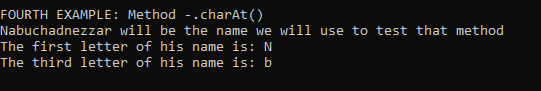 FOURTH EXAMPLE: Method -.charAt()
Nabuchadnezzar will be the name we will use to test that method
The first letter of his name is: N
The third letter of his name is: b